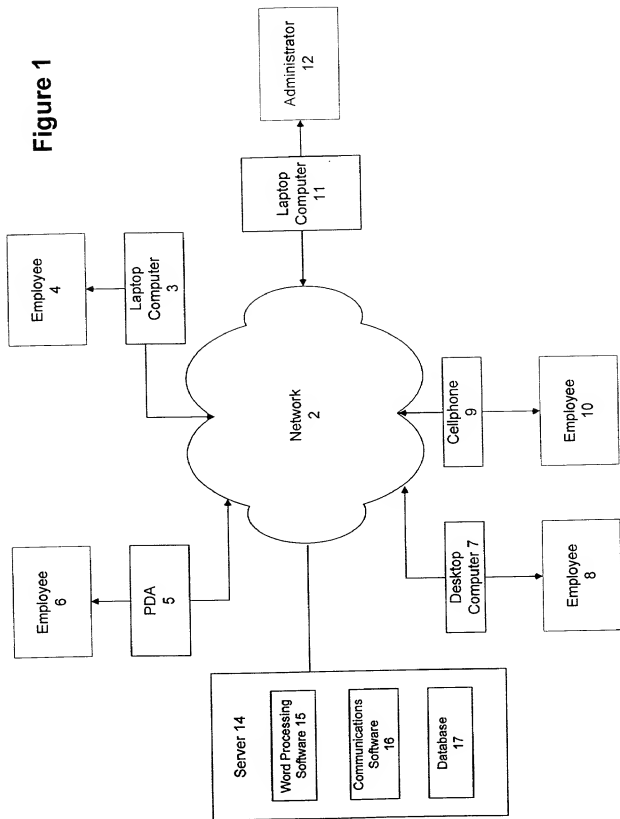 Figure 1
Employee
6
Employee
4
PDA
5
Laptop
Computer
3
Server 14
Word Processing
Software 15
Communications
Software
16
Database
17
Network
2
Laptop
Computer
11
Administrator
12
Desktop
Computer 7
Cellphone
9
Employee
8
Employee
10